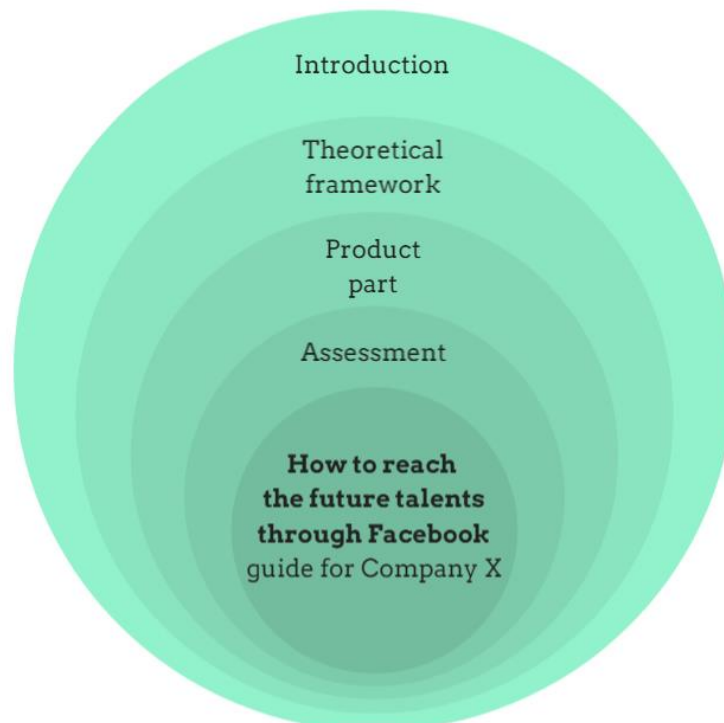 Introduction
Theoretical
framework
Product
part
Assessment
How to reach
the future talents
through Facebook
guide for Company X